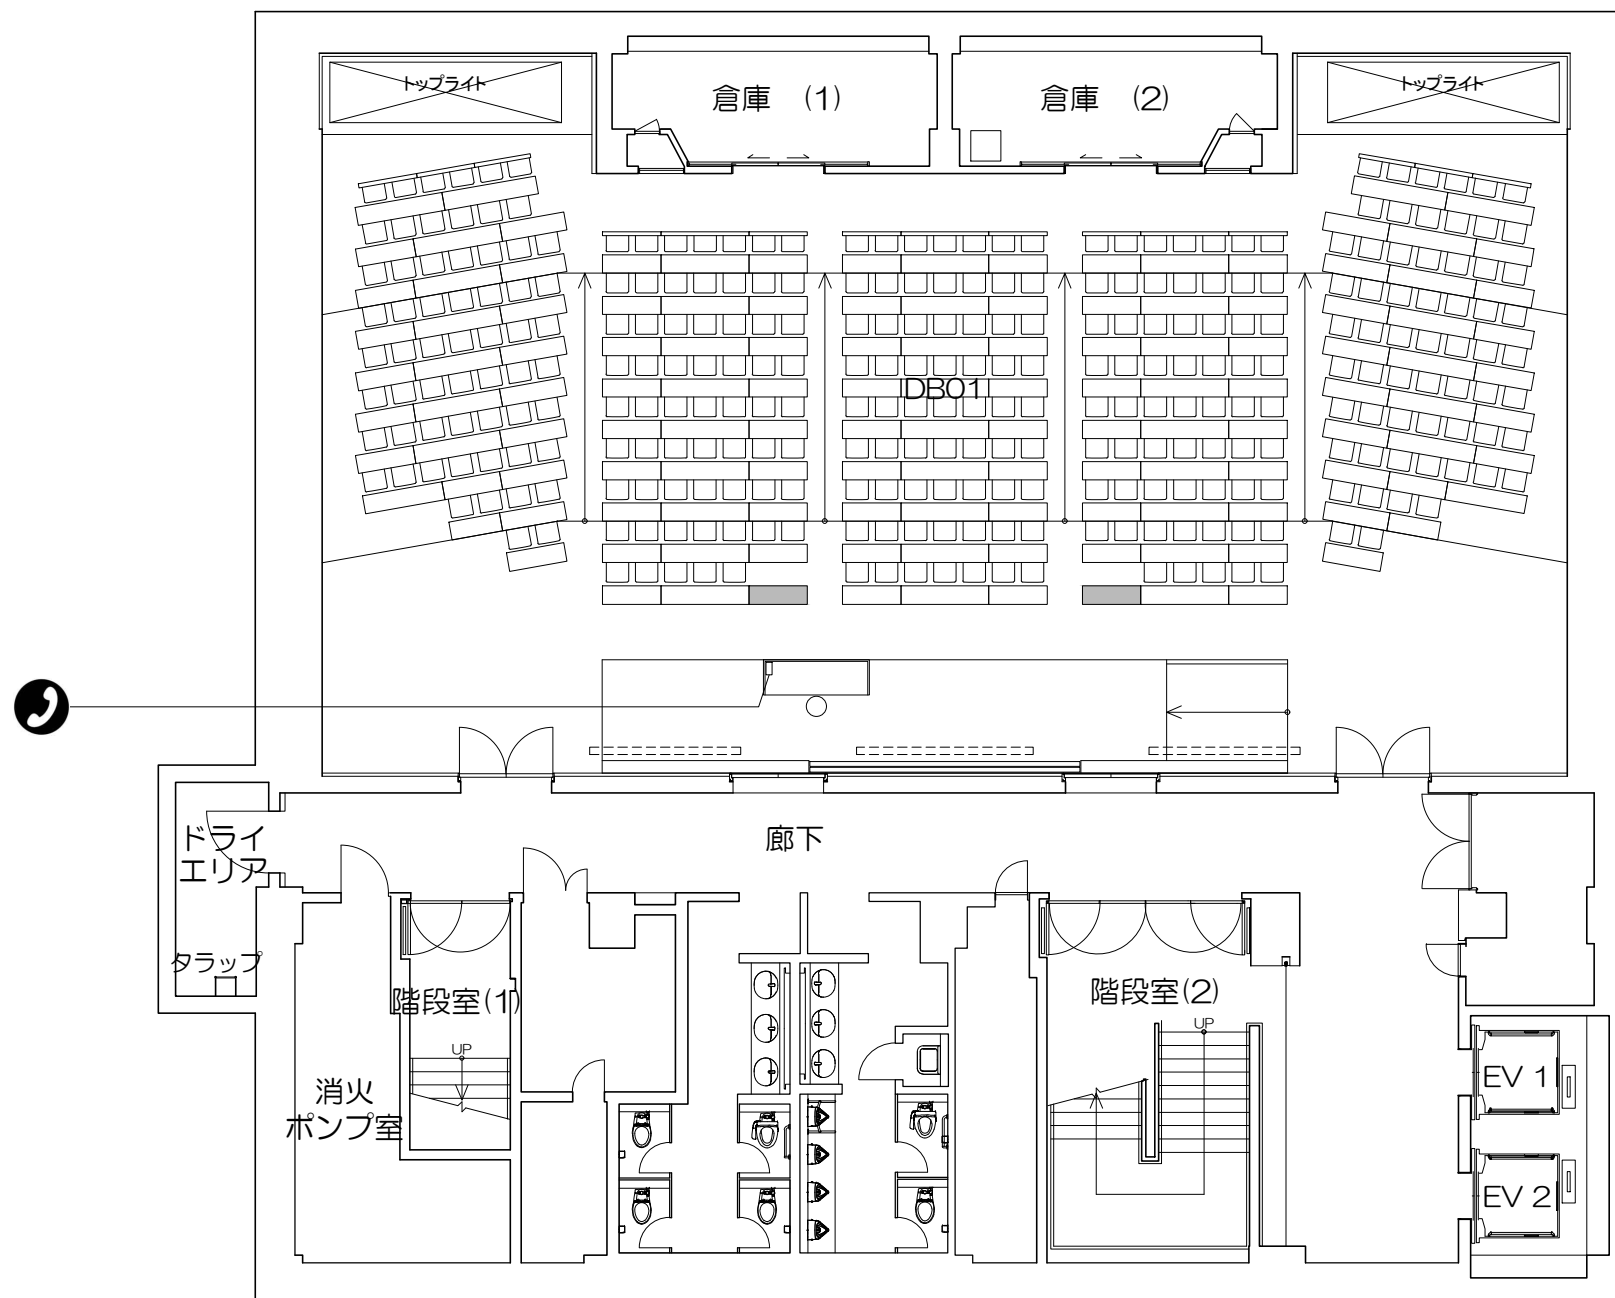 トップライト
倉庫 (1)
倉庫 (2)
トップライト
DB01
廊下
ドライ
エリア
タラップ
階段室(1)
UP
階段室(2)
UP
消火
ポンプ室
EV 1
EV 2